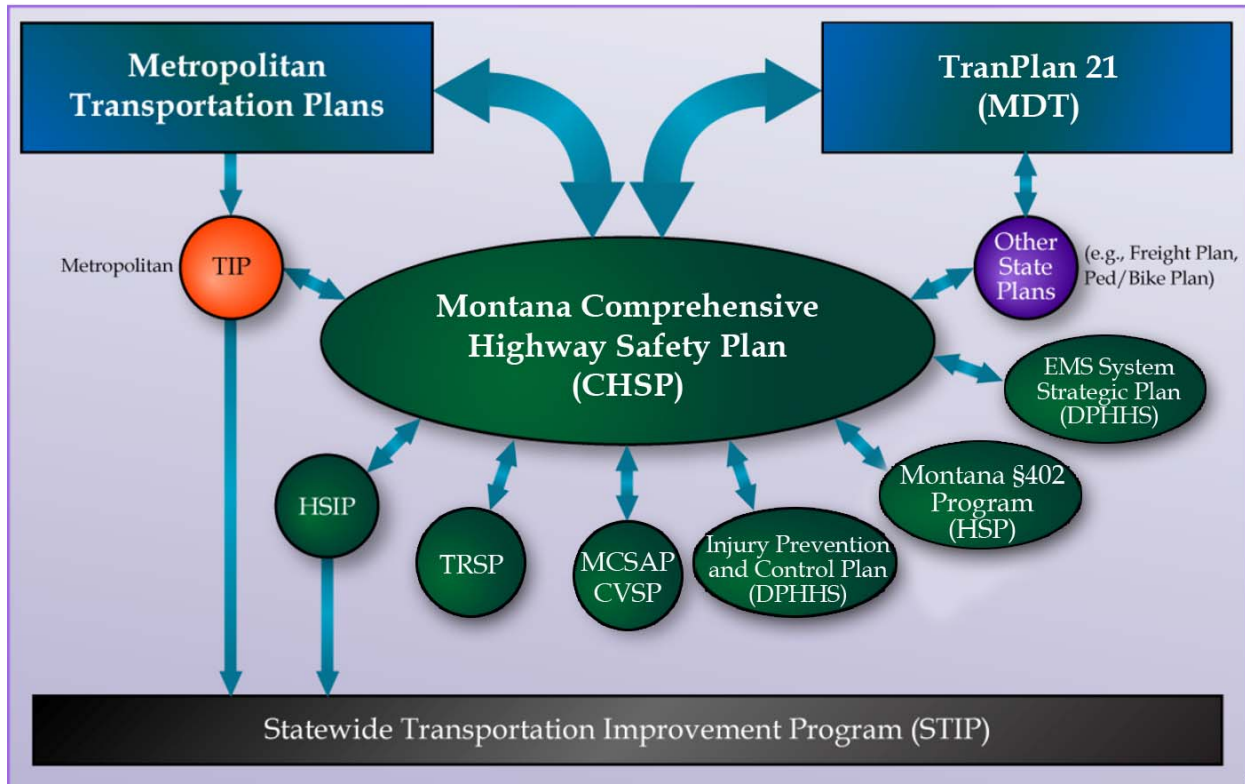 Metropolitan
Transportation Plans
TranPlan 21
(MDT)
Metropolitan
TIP
Other
State
Plans
(e.g., Freight Plan,
Ped/Bike Plan)
Montana Comprehensive
Highway Safety Plan
(CHSP)
EMS System
Strategic Plan
(DPHHS)
Montana §402
Program
(HSP)
HSIP
TRSP
MCSAP
CVSP
Injury Prevention
and Control Plan
(DPHHS)
Statewide Transportation Improvement Program (STIP)